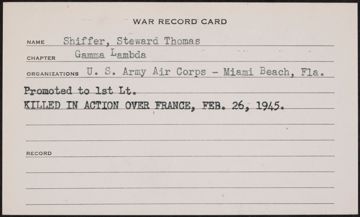 WAR RECORD CARD
NAME Shiffer, Steward Thomas
CHAPTER Gamma Lambda
ORGANIZATIONS U. S. Army Air Corps - Miami Beach, Fla.
Promoted to 1st Lt.
KILLED IN ACTION OVER FRANCE, FEB. 26, 1945.
RECORD